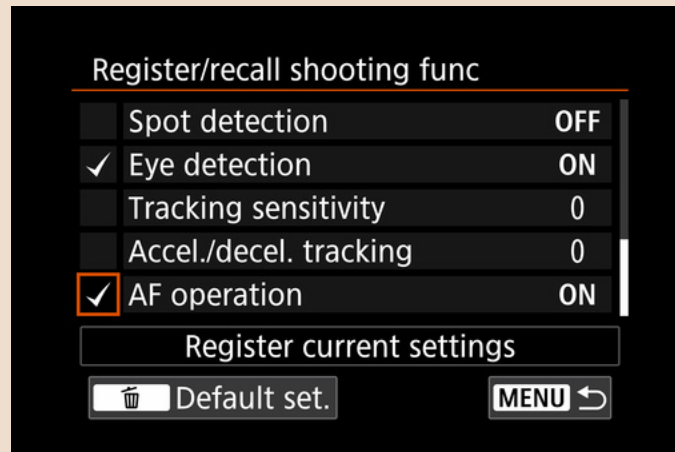 Register/recall shooting func
Spot detection OFF
✓ Eye detection ON
Tracking sensitivity 0
Accel./decel. tracking 0
✓ AF operation ON
Register current settings
Default set. MENU